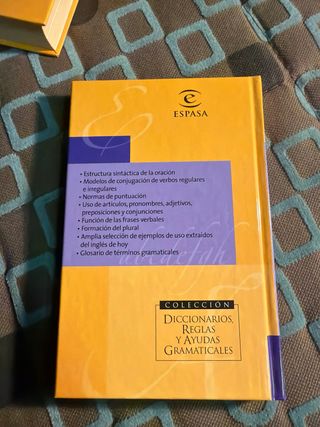 ESPASA
• Estructura sintáctica de la oración
• Modelos de conjugación de verbos regulares
e irregulares
• Normas de puntuación
• Uso de artículos, pronombres, adjetivos,
preposiciones y conjunciones
• Función de las frases verbales
• Formación del plural
• Amplia selección de ejemplos de uso extraídos
del inglés de hoy
• Glosario de términos gramaticales
COLECCIÓN
DICCIONARIOS,
REGLAS
Y AYUDAS
GRAMATICALES